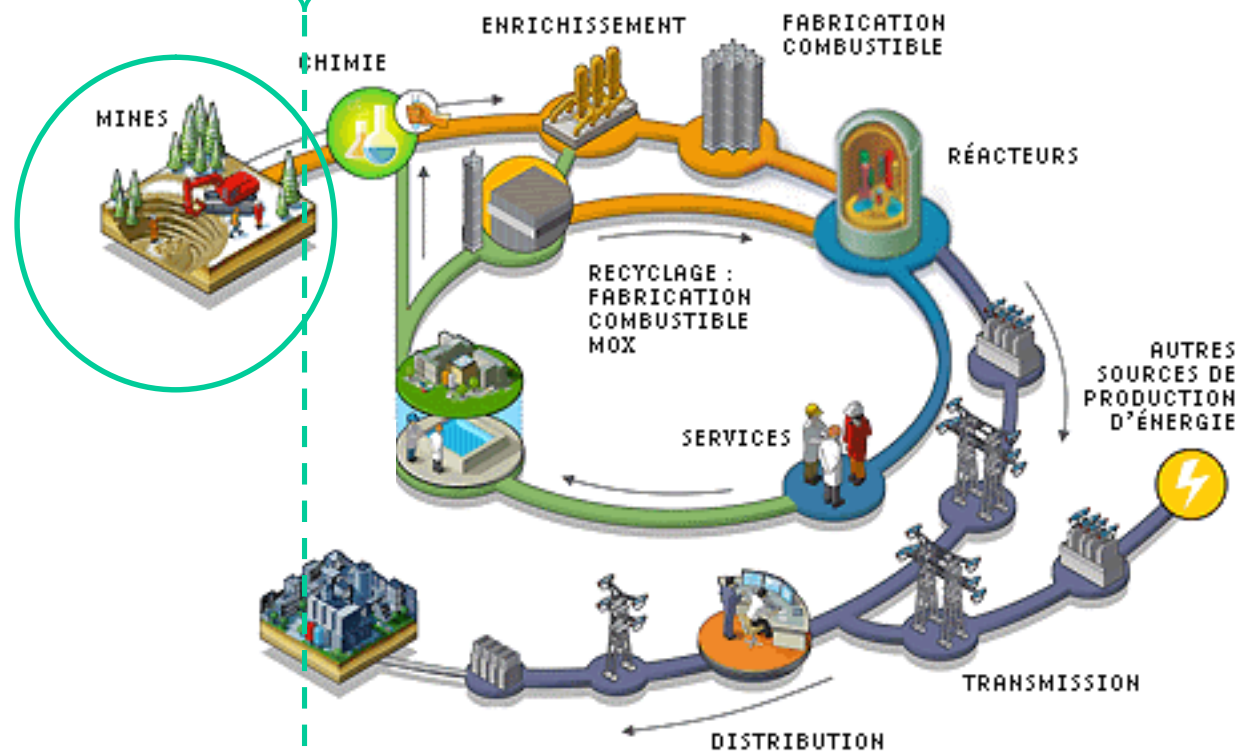 ENRICHISSEMENT
FABRICATION
COMBUSTIBLE
CHIMIE
MINES
RÉACTEURS
RECYCLAGE :
FABRICATION
COMBUSTIBLE
MOX
AUTRES
SOURCES DE
PRODUCTION
D'ÉNERGIE
SERVICES
TRANSMISSION
DISTRIBUTION